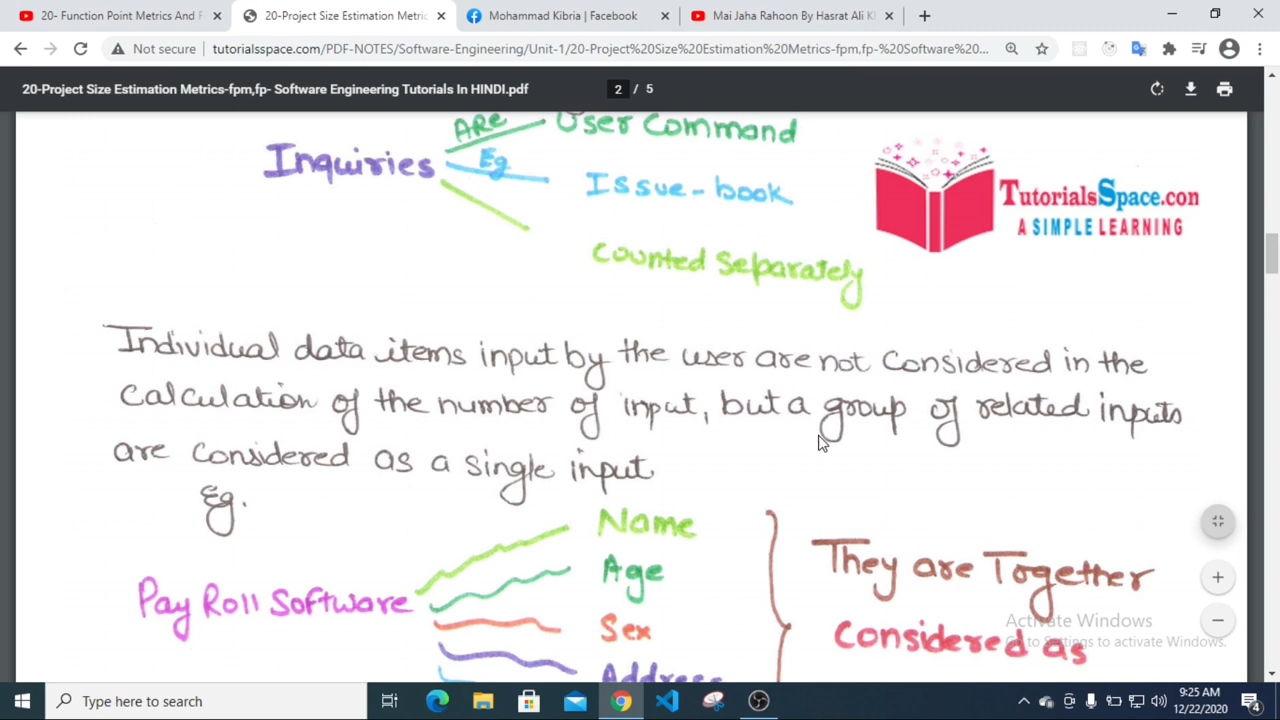 20- Function Point Metrics And F
20-Project Size Estimation Metric
Mohammad Kibria | Facebook
Mai Jaha Rahoon By Hasrat Ali Kh
Not secure
tutorialsspace.com/PDF-NOTES/Software-Engineering/Unit-1/20-Project%20Size%20Estimation%20Metrics-fpm,fp-%20Software%20...
20-Project Size Estimation Metrics-fpm,fp- Software Engineering Tutorials In HINDI.pdf
2 / 5
ARe
User Command
Inquiries
Eg
Issue-book
Counted Separately
TutorialsSpace.con
A SIMPLE LEARNING
Individual data items input by the user are not Considered in the
Calculation of the number of input, but a group of related inputs
are considered as a single input
Eg.
Name
Age
Pay Roll Software
Sex
Address
They are Together
Considered as
Activate Windows
Go to Settings to activate Windows.
Type here to search
9:25 AM
12/22/2020
4